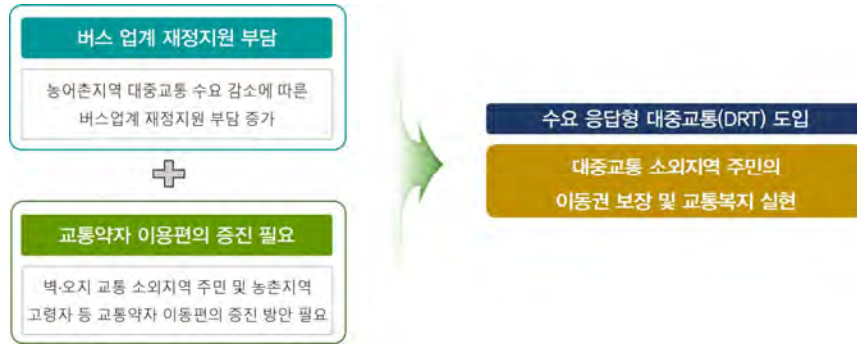 버스 업계 재정지원 부담
농어촌지역 대중교통 수요 감소에 따른
버스업계 재정지원 부담 증가
교통약자 이용편의 증진 필요
벽·오지 교통 소외지역 주민 및 농촌지역
고령자 등 교통약자 이동편의 증진 방안 필요
수요 응답형 대중교통(DRT) 도입
대중교통 소외지역 주민의
이동권 보장 및 교통복지 실현